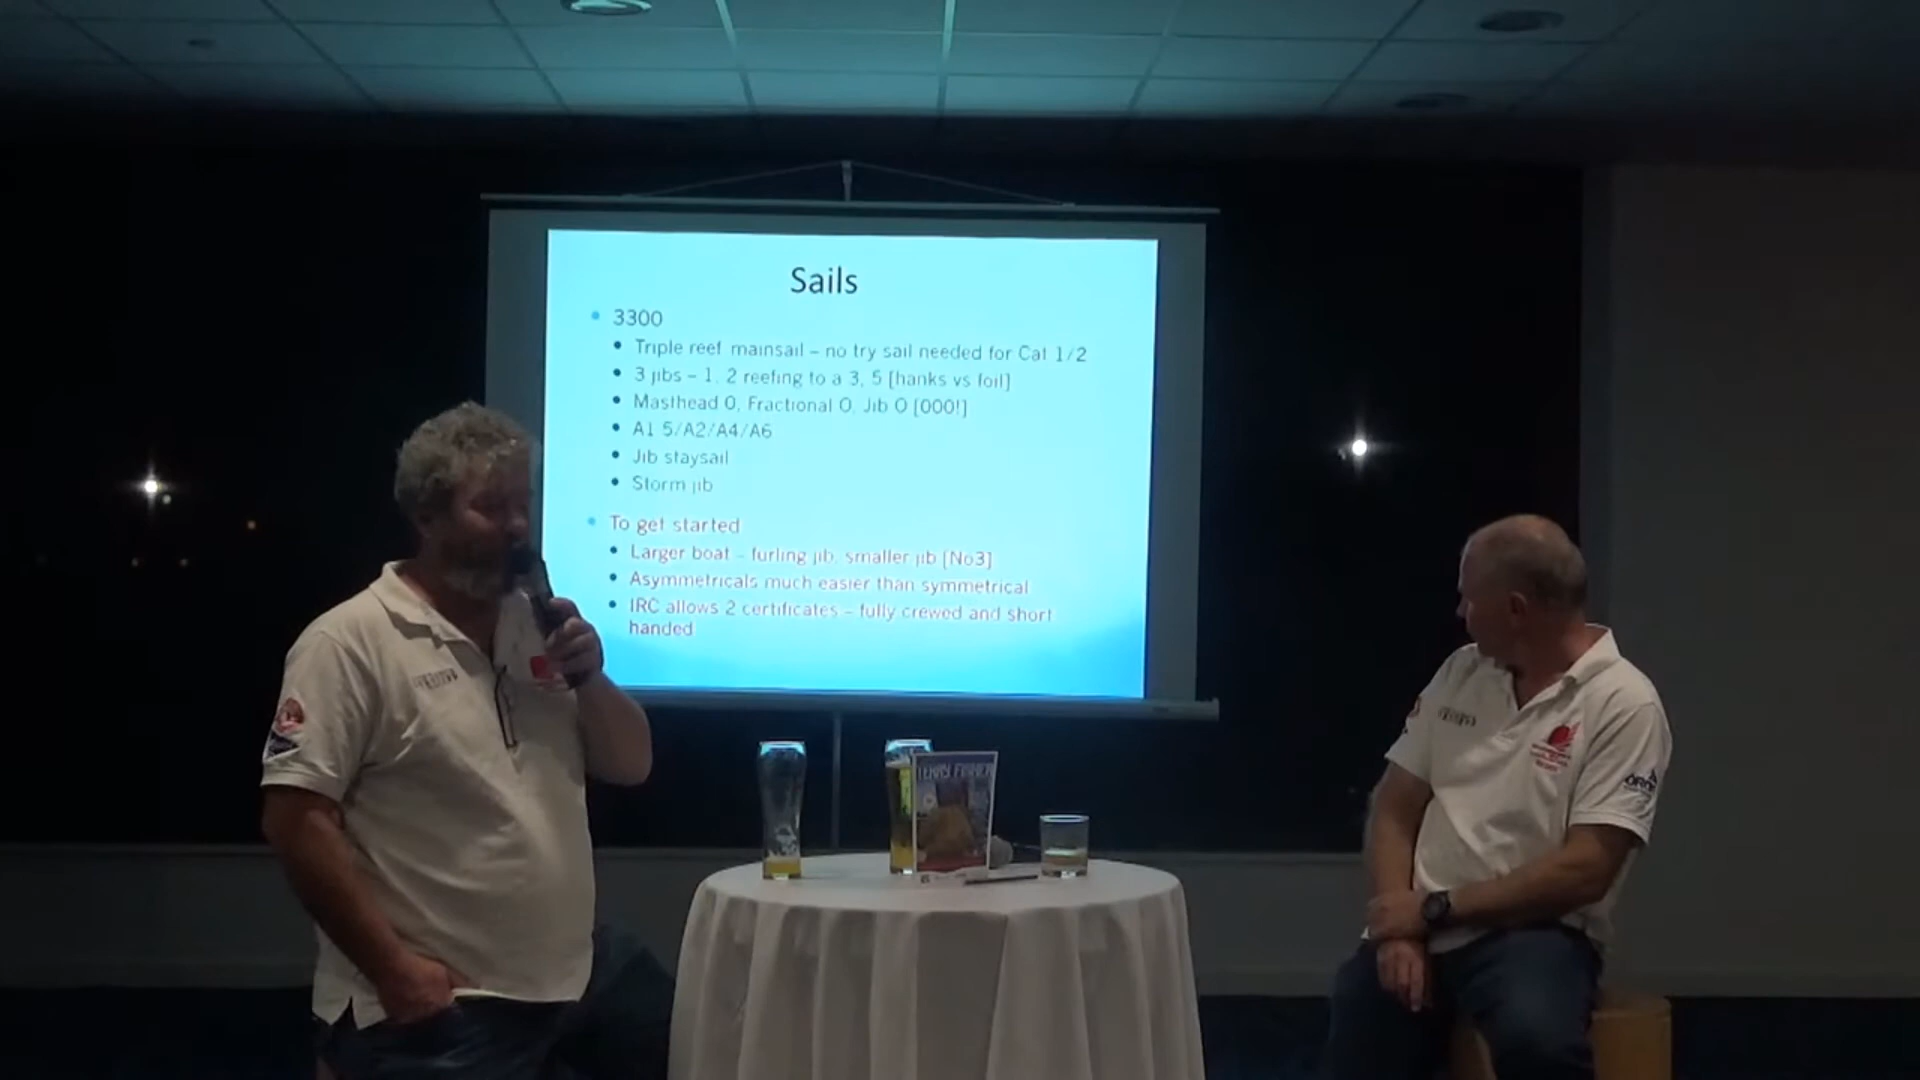 Sails
3300
Triple reef mainsail – no try sail needed for Cat 1/2
3 jibs – 1, 2 reefing to a 3, 5 [hanks vs foil]
Masthead 0, Fractional 0, Jib 0 [000!]
A1 5/A2/A4/A6
Jib staysail
Storm jib
To get started
Larger boat – furling jib, smaller jib [No3]
Asymmetricals much easier than symmetrical
IRC allows 2 certificates – fully crewed and short
handed